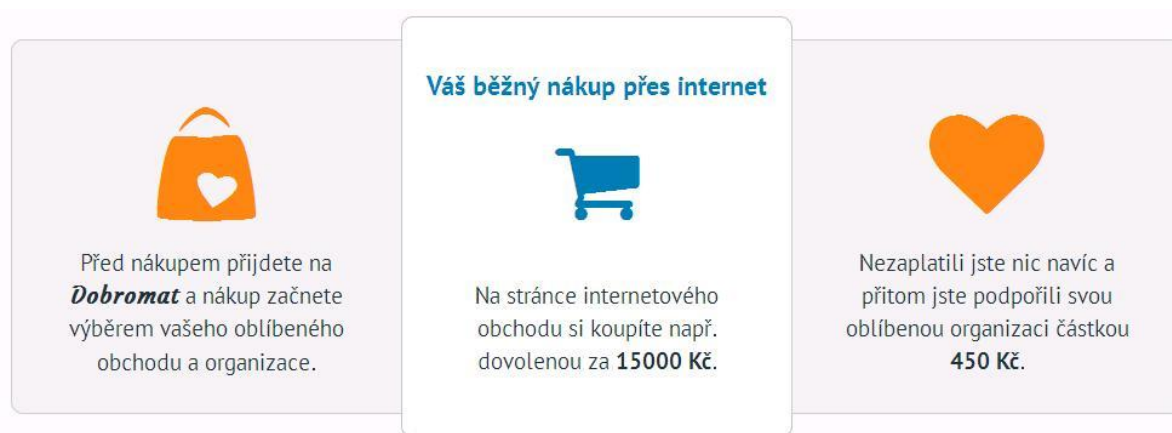 Před nákupem přijdete na
Dobromat a nákup začnete
výběrem vašeho oblíbeného
obchodu a organizace.
Váš běžný nákup přes internet
Na stránce internetového
obchodu si koupíte např.
dovolenou za 15000 Kč.
Nezaplatili jste nic navíc a
přitom jste podpořili svou
oblíbenou organizaci částkou
450 Kč.